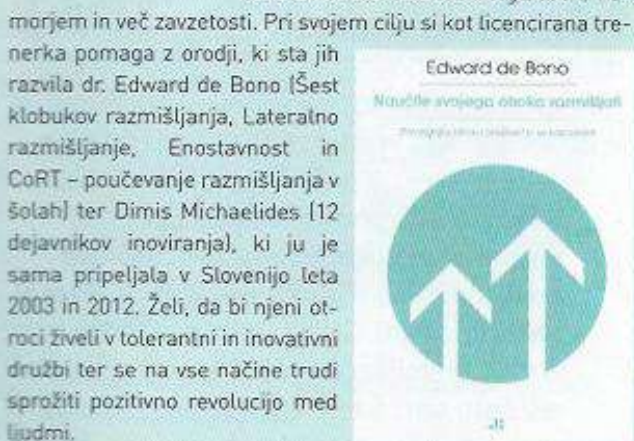 morjem in več zavzetosti. Pri svojem cilju si kot licencirana tre-
nerka pomaga z orodji, ki sta jih
razvila dr. Edward de Bono (Šest
klobukov razmišljanja, Lateralno
razmišljanje, Enostavnost in
CoRT – poučevanje razmišljanja v
šolah) ter Dimis Michaelides (12
dejavnikov inoviranja), ki ju je
sama pripeljala v Slovenijo leta
2003 in 2012. Želi, da bi njeni ot-
roci živeli v tolerantni in inovativni
družbi ter se na vse načine trudi
sprožiti pozitivno revolucijo med
ljudmi.
Edward de Bono
Naučite svojega otroka razmišljati